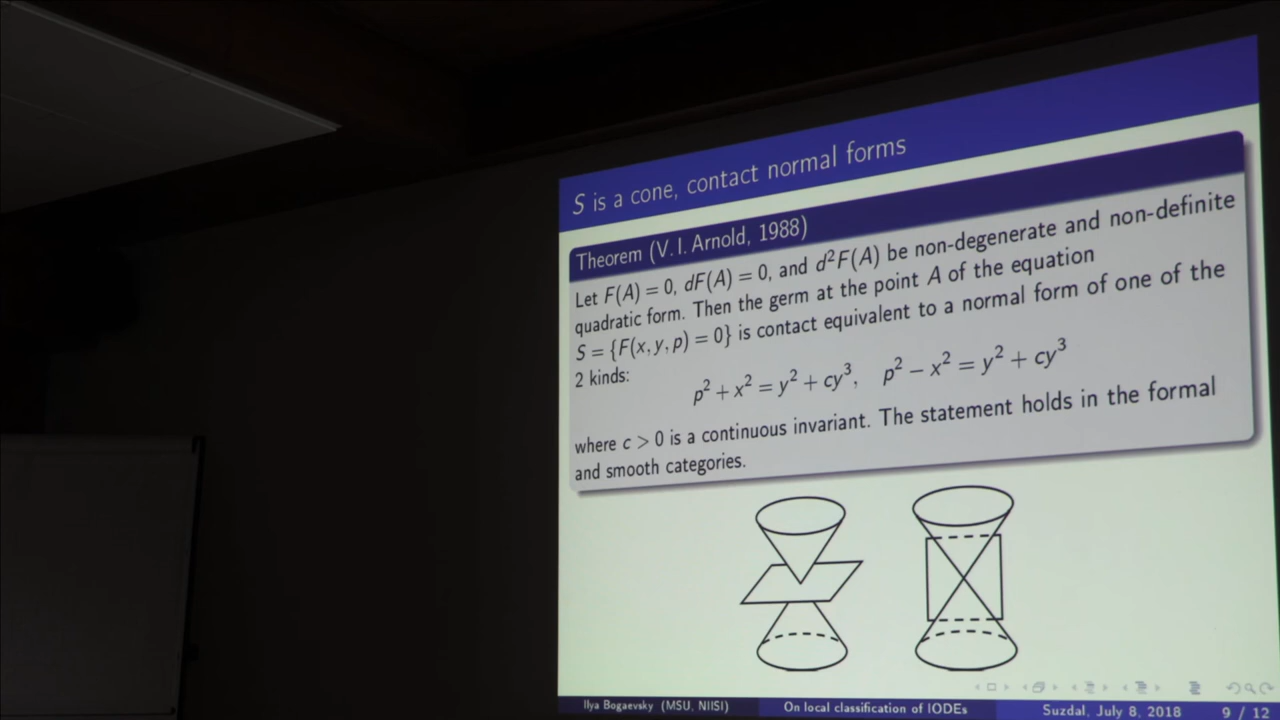 S is a cone, contact normal forms
Theorem (V. I. Arnold, 1988)
Let F(A) = 0, dF(A) = 0, and d²F(A) be non-degenerate and non-definite
quadratic form. Then the germ at the point A of the equation
S = {F(x, y, p) = 0} is contact equivalent to a normal form of one of the
2 kinds:
p² + x² = y² + cy³, p² − x² = y² + cy³
where c > 0 is a continuous invariant. The statement holds in the formal
and smooth categories.
Ilya Bogaevsky (MSU, NIISI) On local classification of IODEs Suzdal, July 8, 2018 9 / 12